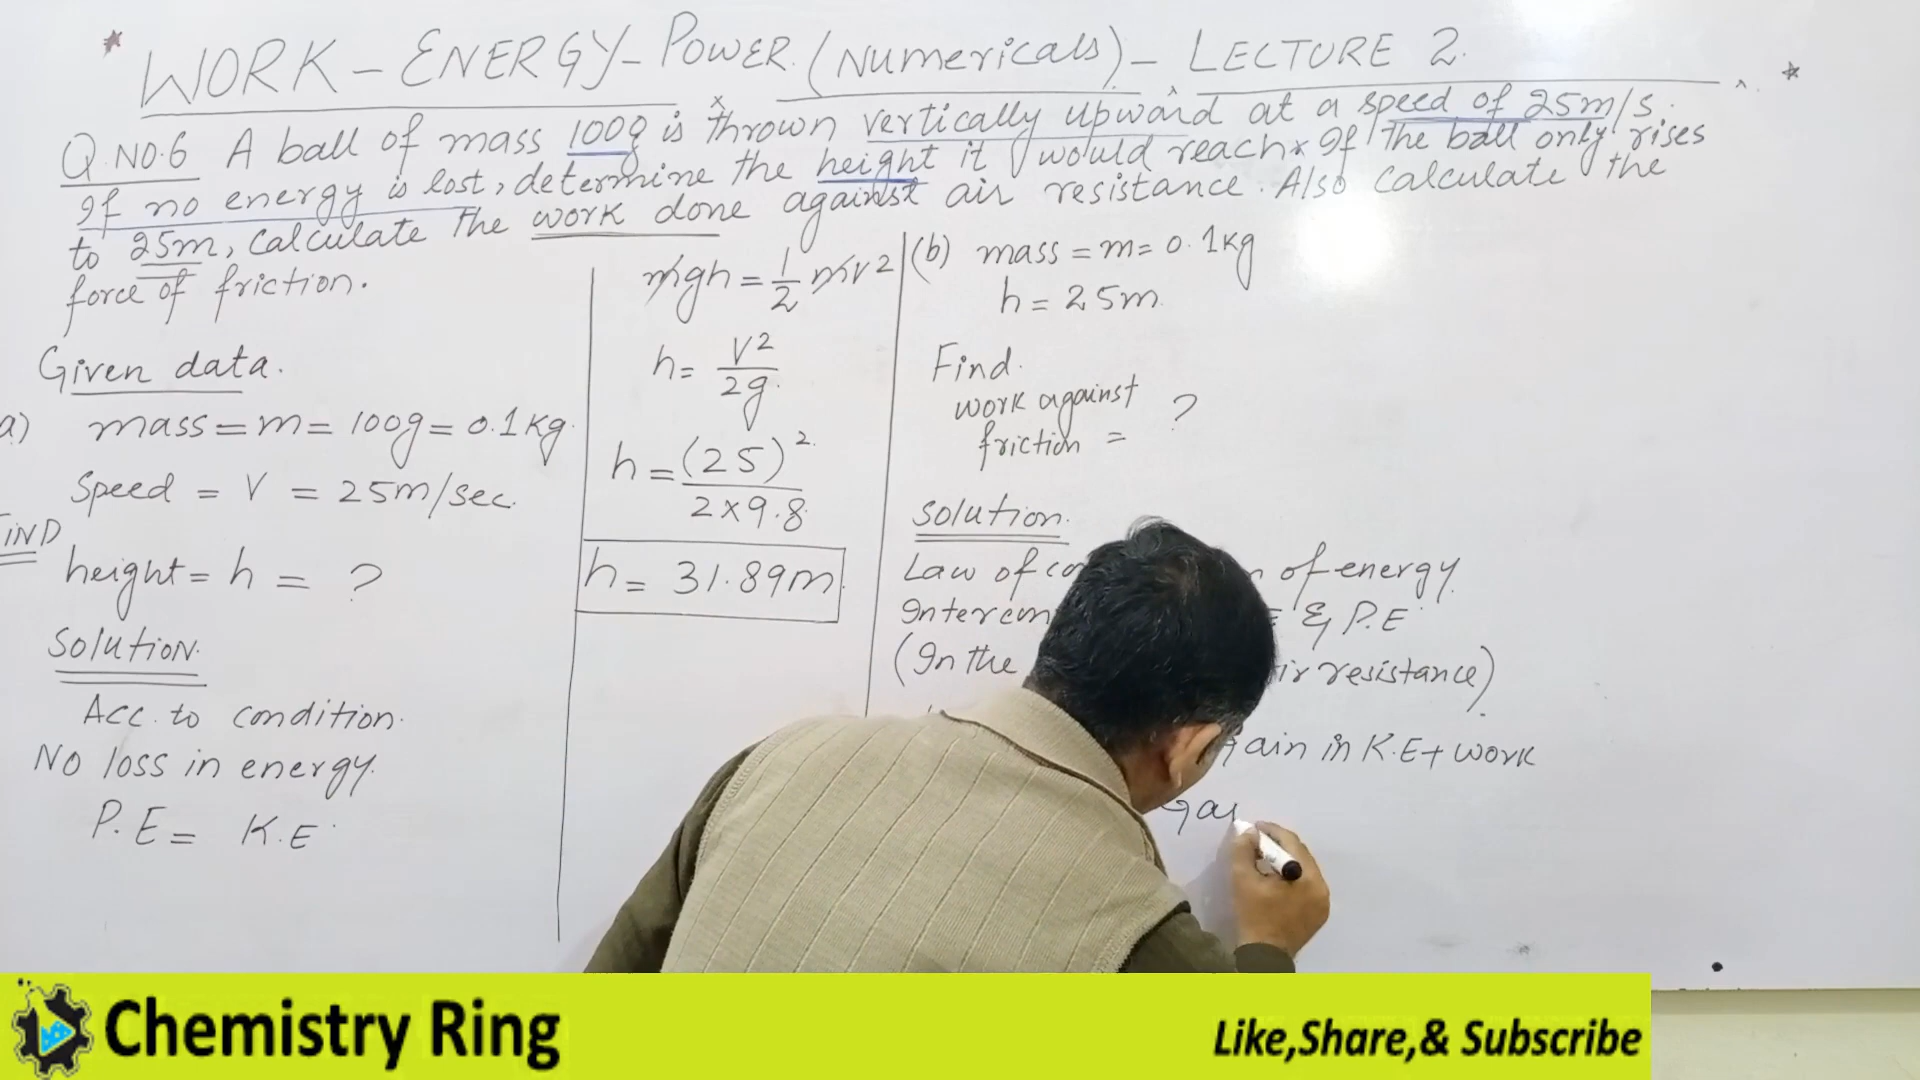 * WORK - ENERGY - POWER. (Numericals) - LECTURE 2. *
Q.NO.6 A ball of mass 100g is thrown vertically upward at a speed of 25m/s.
If no energy is lost, determine the height it would reach. If the ball only rises
to 25m, calculate the work done against air resistance. Also calculate the
force of friction.
Given data.
a) mass = m = 100g = 0.1kg.
Speed = V = 25m/sec.
FIND
height = h = ?
Solution.
Acc. to condition.
No loss in energy.
P.E = K.E
mgh = 1/2 mv2
h = V2/2g
h = (25)2/2×9.8
h = 31.89m
(b) mass = m = 0.1kg
h = 25m
Find.
work against
friction = ?
Solution.
Law of of energy
& P.E
(In the resistance).
gain in K.E + work
Chemistry Ring
Like,Share,& Subscribe